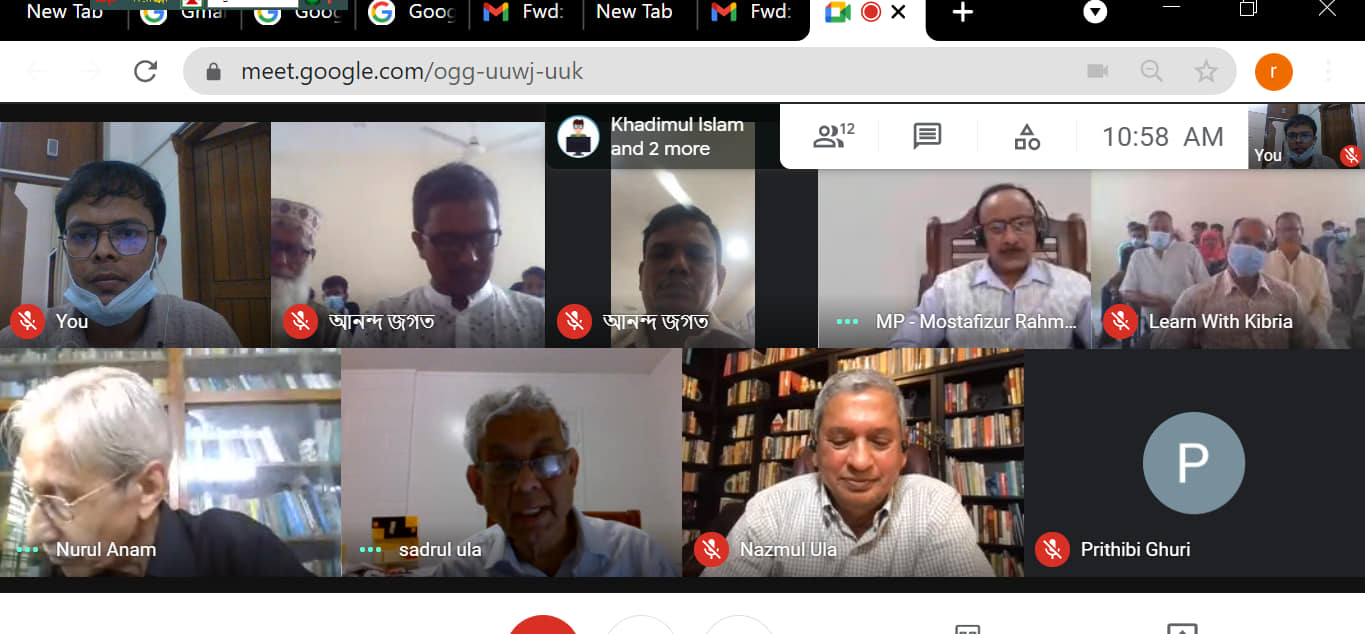 New Tab
Gmai
Goog
Goog
Fwd:
New Tab
Fwd:
meet.google.com/ogg-uuwj-uuk
r
Khadimul Islam
and 2 more
12
10:58 AM
You
You
আনন্দ জগত
আনন্দ জগত
MP - Mostafizur Rahm...
Learn With Kibria
Nurul Anam
sadrul ula
Nazmul Ula
P
Prithibi Ghuri